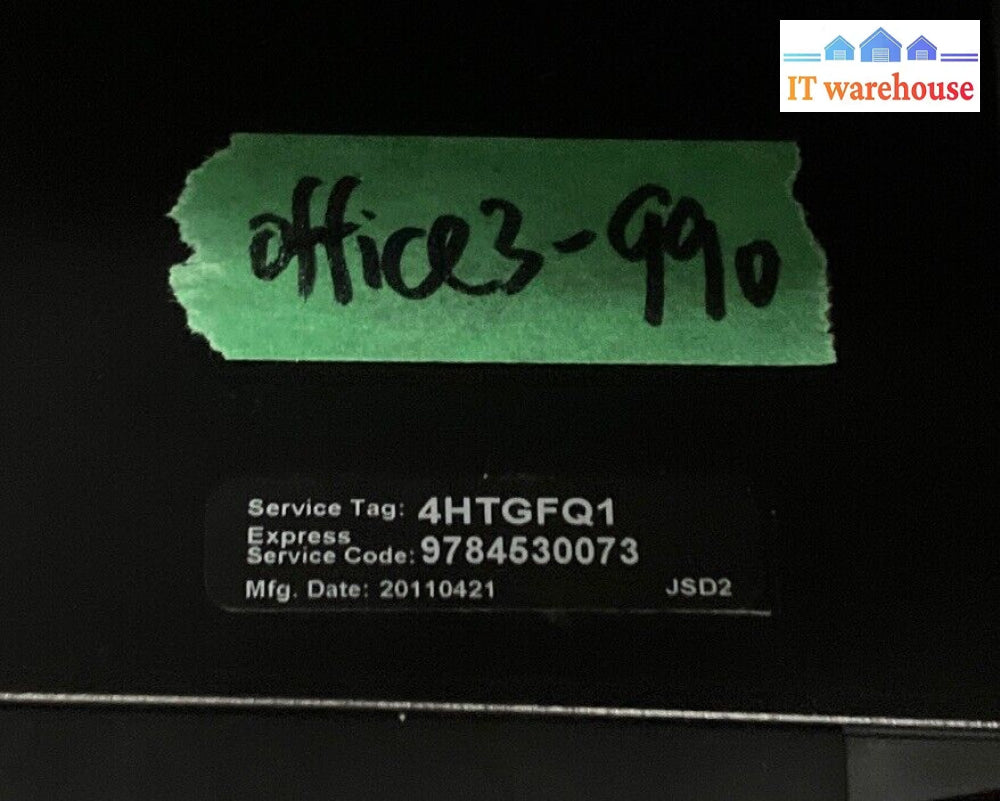 IT warehouse
office3-990
Service Tag: 4HTGFQ1
Express
Service Code: 9784530073
Mfg. Date: 20110421 JSD2